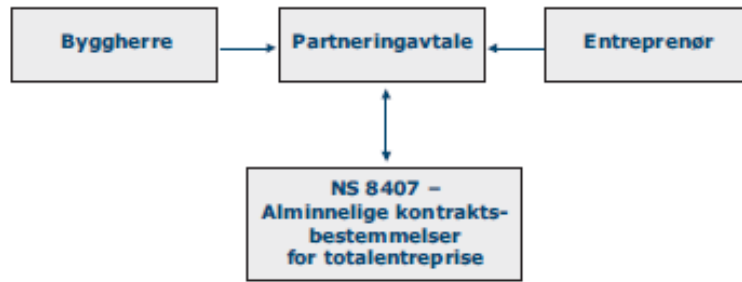 Byggherre
Partneringavtale
Entreprenør
NS 8407 –
Alminnelige kontrakts-
bestemmelser
for totalentreprise